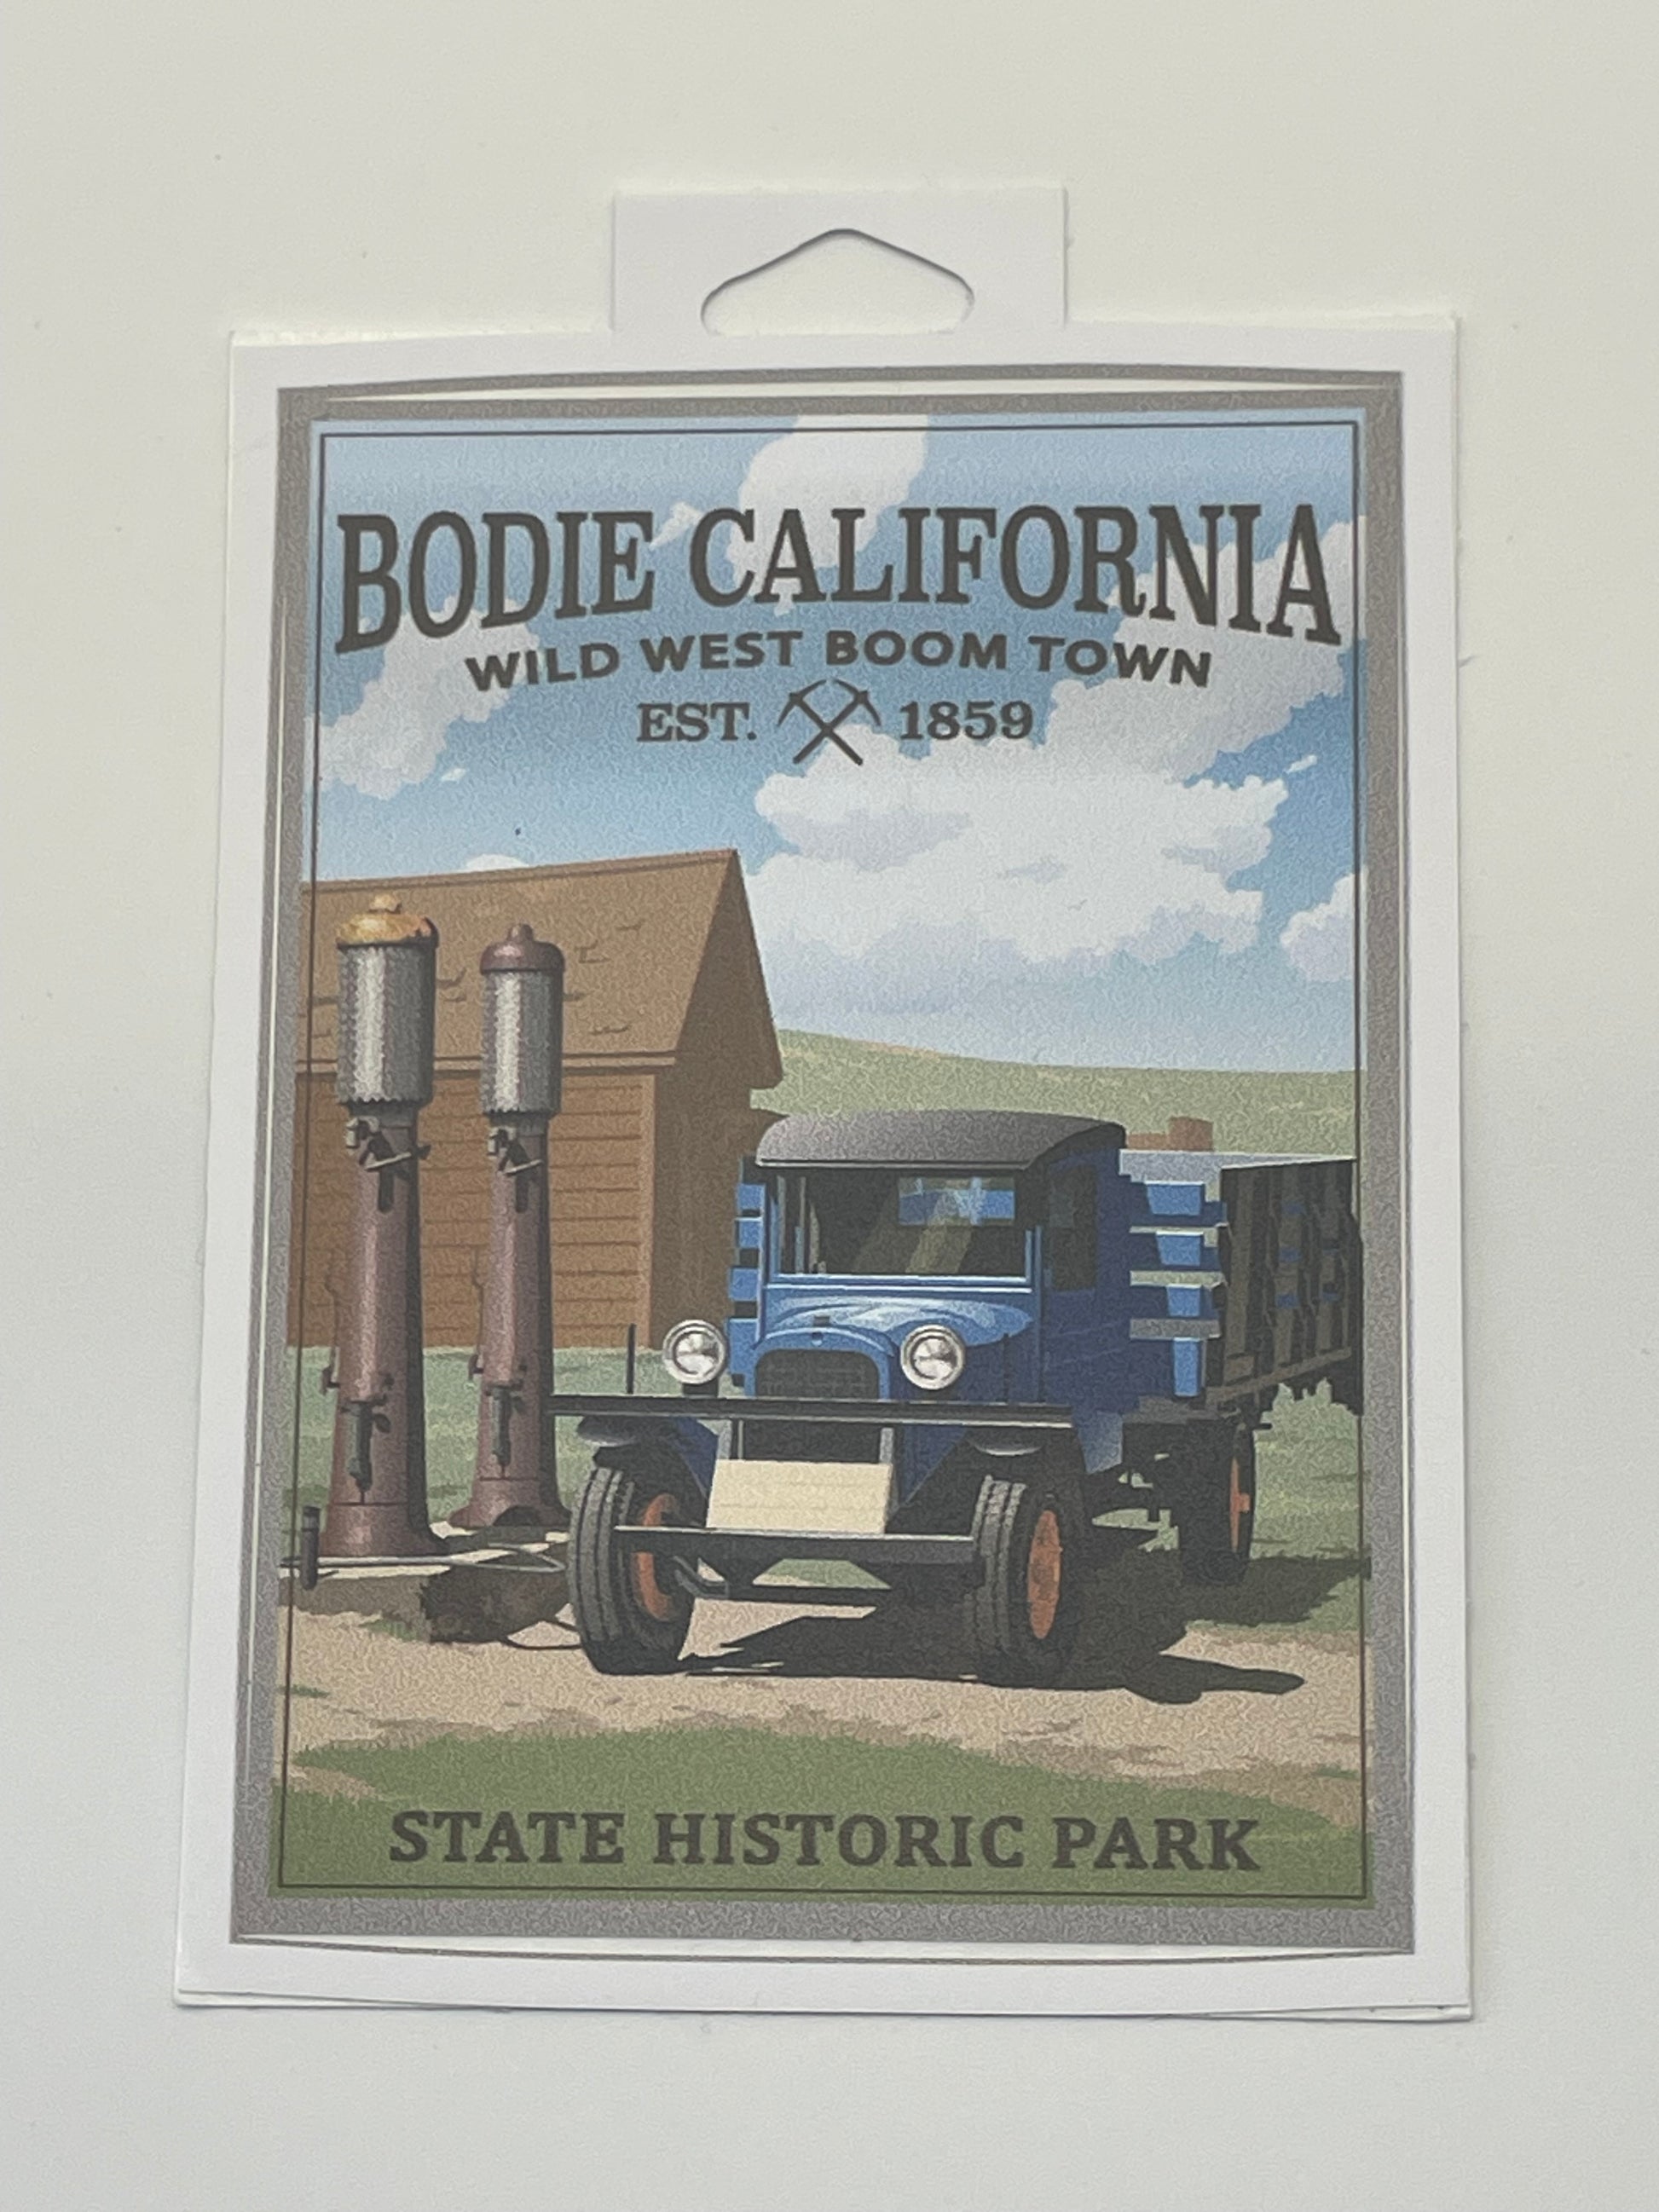 BODIE CALIFORNIA
WILD WEST BOOM TOWN
EST. 1859
STATE HISTORIC PARK